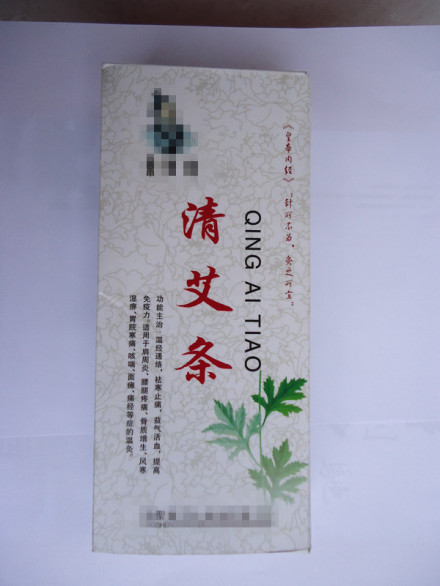 《皇帝内经》:针所不为，灸之所宜。
QING AI TIAO
清艾条
功能主治：温经通络，祛寒止痛，益气活血，提高
免疫力。适用于肩周炎、腰腿疼痛、骨质增生、风寒
湿痹、胃脘寒痛、咳喘、面瘫、痛经等症的温灸。